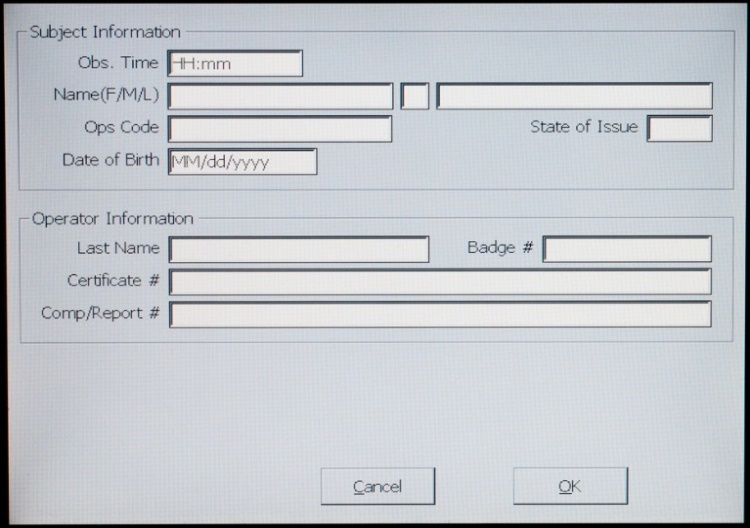 Subject Information
Obs. Time HH:mm
Name(F/M/L)
Ops Code State of Issue
Date of Birth MM/dd/yyyy
Operator Information
Last Name Badge #
Certificate #
Comp/Report #
Cancel OK